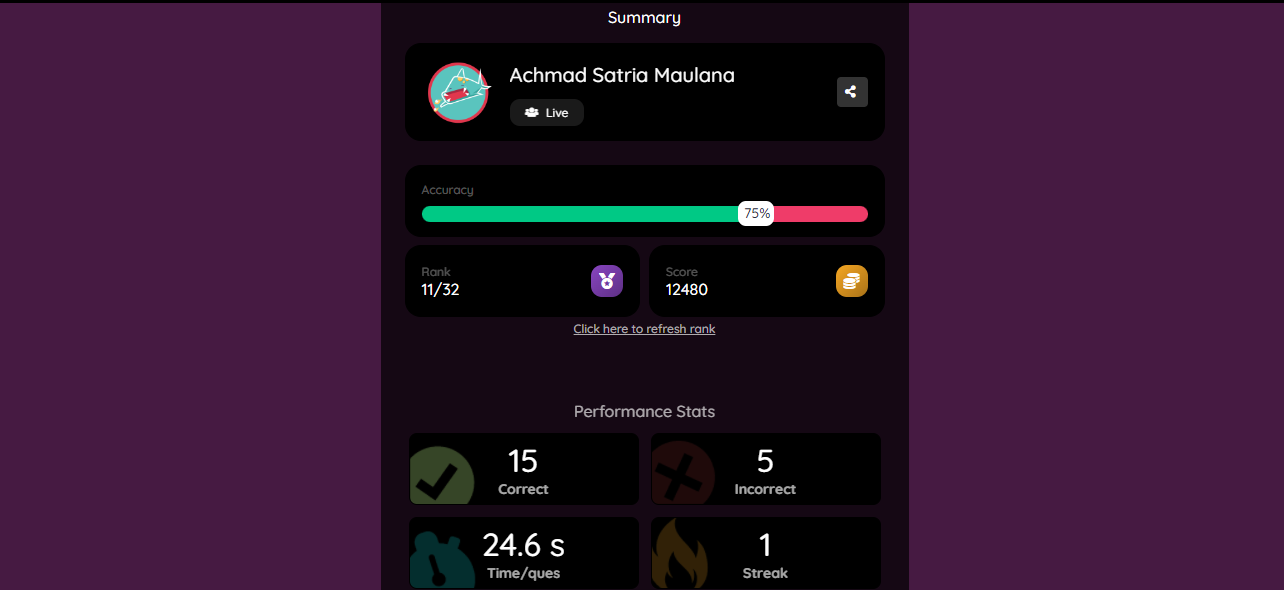 Summary
Achmad Satria Maulana
Live
Accuracy
75%
Rank
11/32
Score
12480
Click here to refresh rank
Performance Stats
15
Correct
5
Incorrect
24.6 s
Time/ques
1
Streak